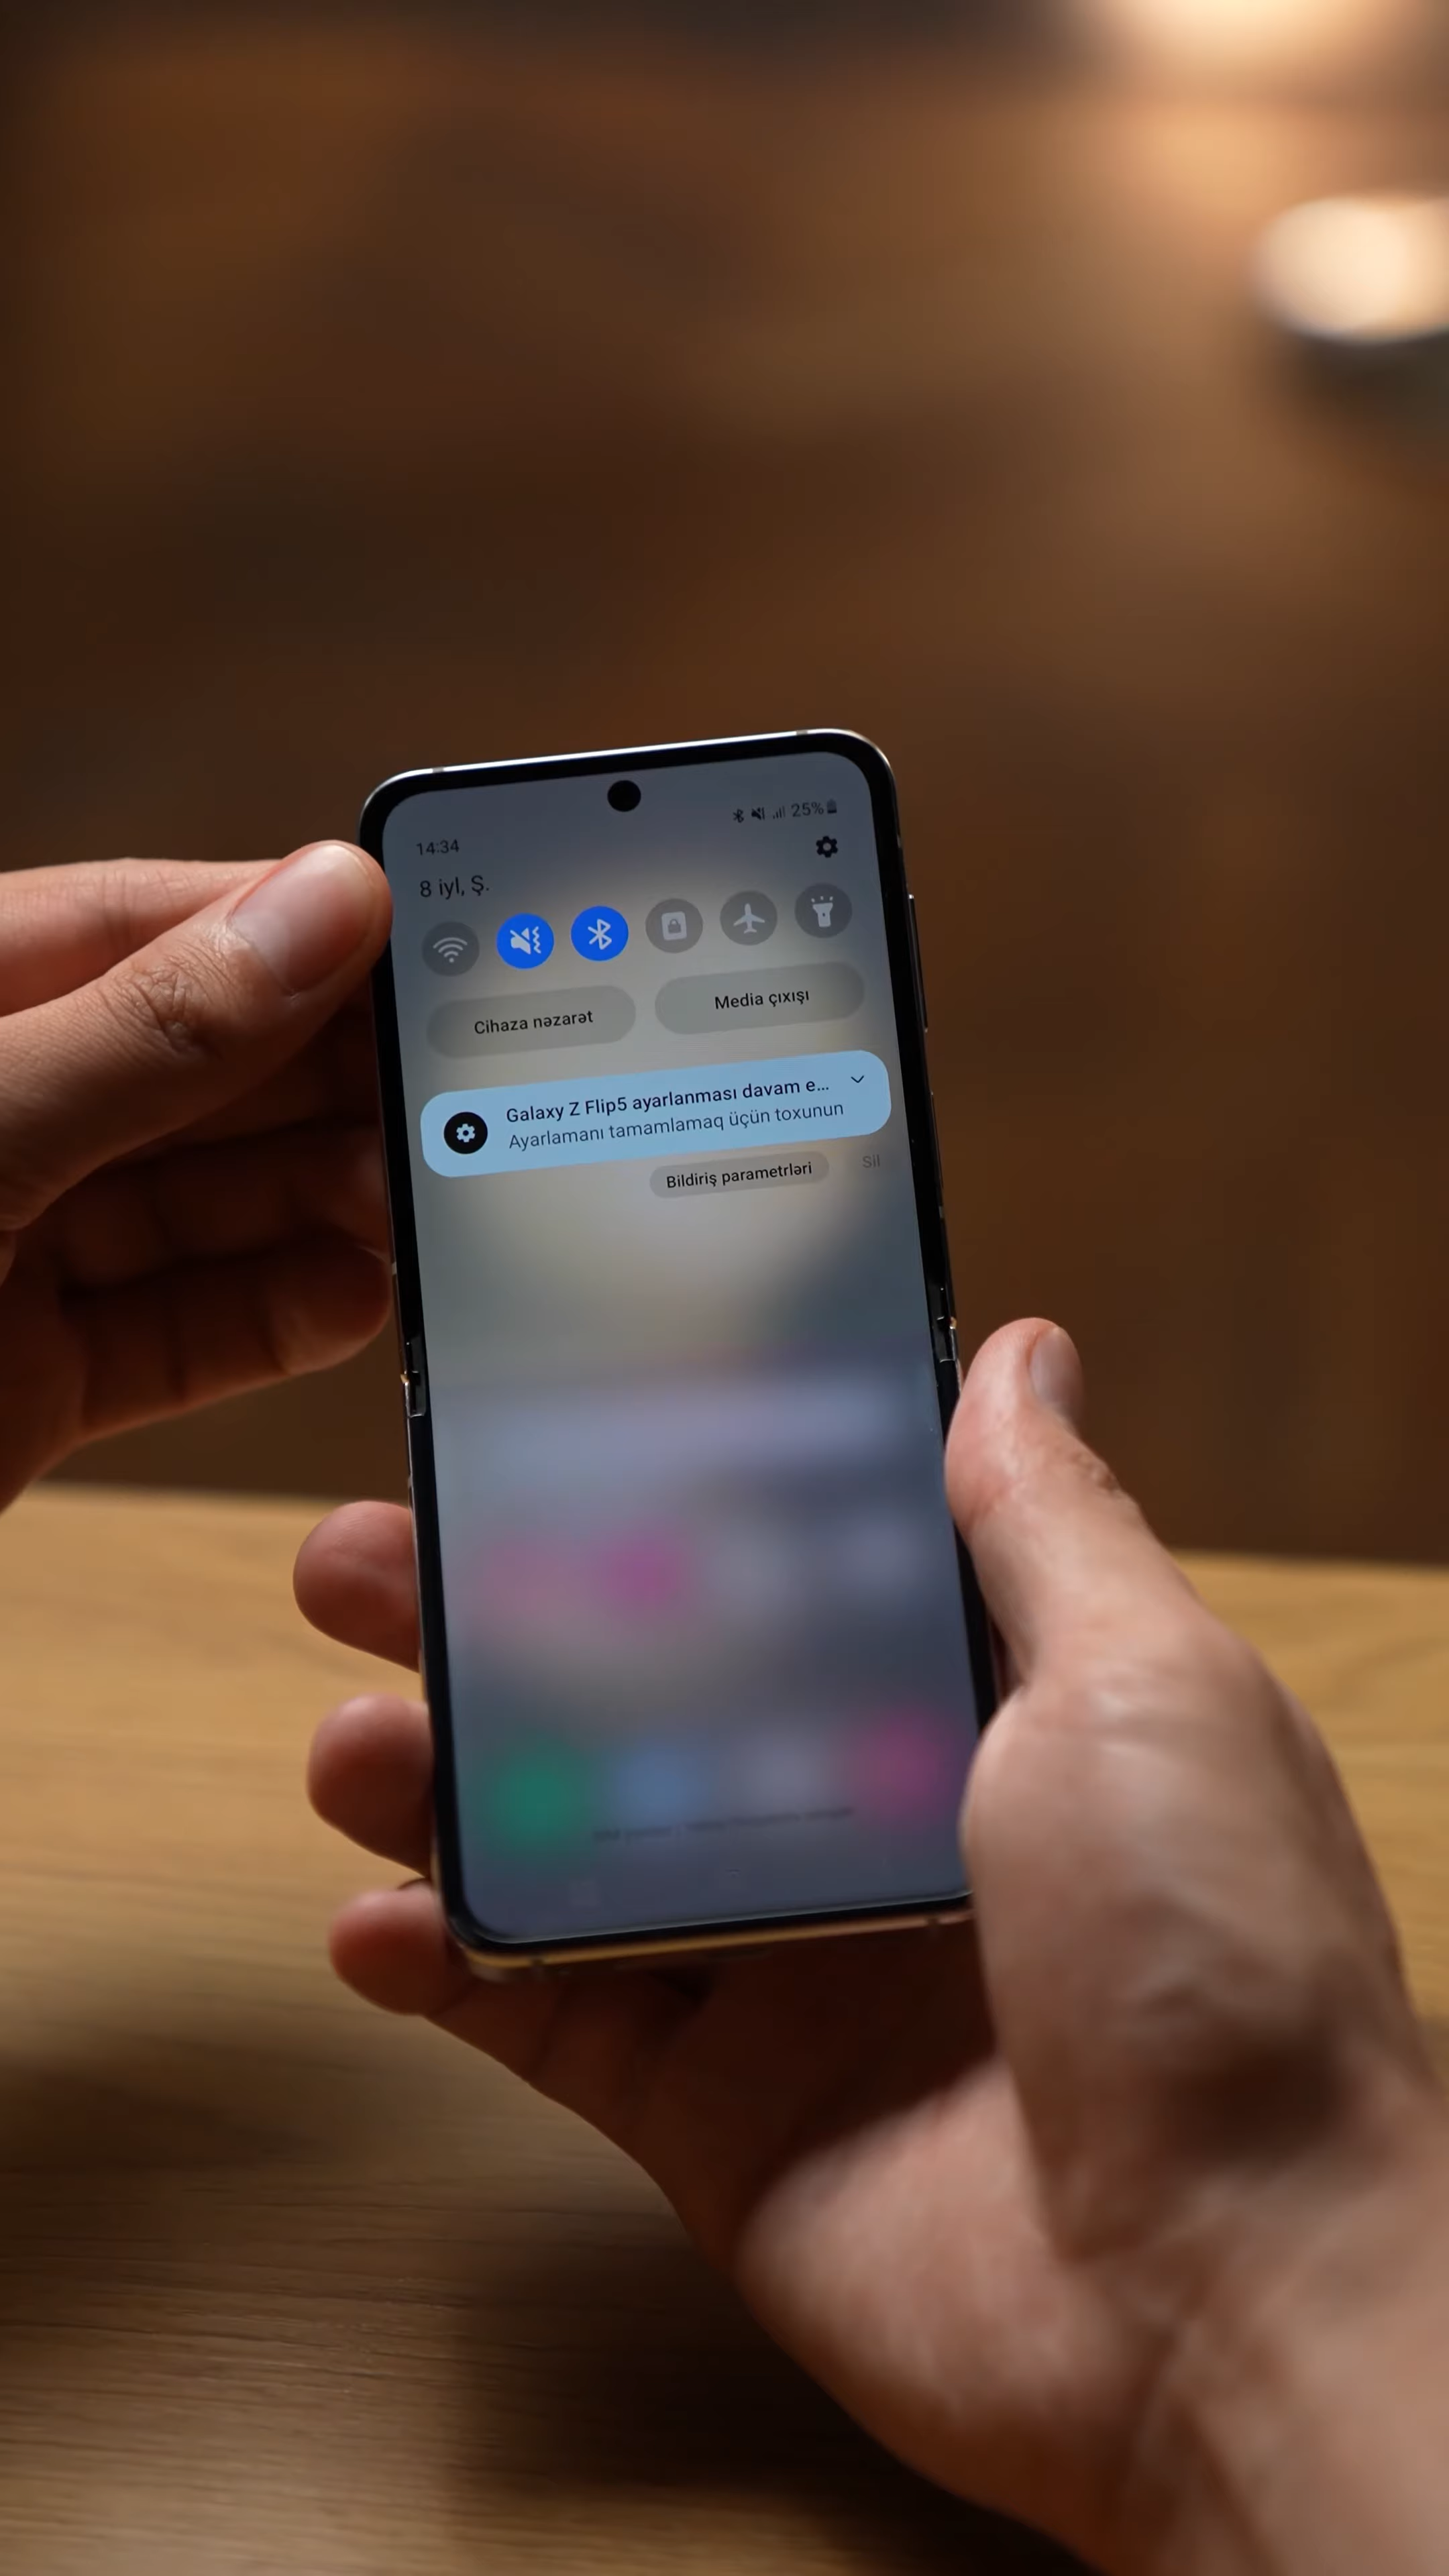 14:34
25%
8 iyl, Ş.
Cihaza nəzarət
Media çıxışı
Galaxy Z Flip5 ayarlanması davam e...
Ayarlamanı tamamlamaq üçün toxunun
Bildiriş parametrləri
Sil